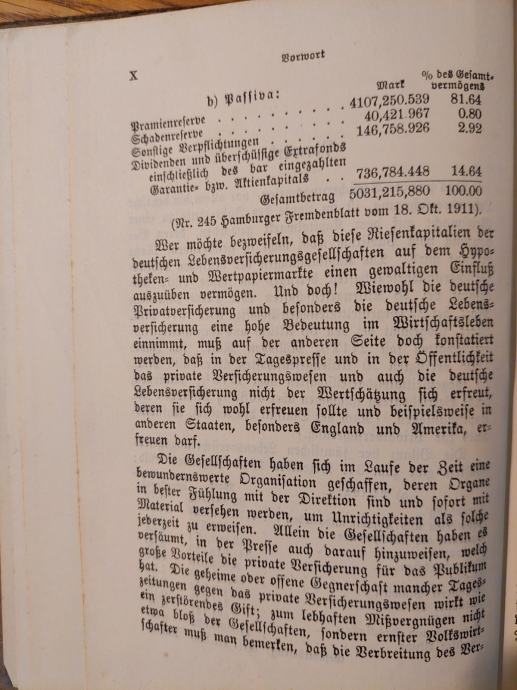 X
Vorwort
b) Passiva:
Mark
% des Gesamt-
vermögens
Prämienreserve . . . . . . . . . . 4107,250.539 81.64
Schadenreserve . . . . . . . . . 40,421.967 0.80
Sonstige Verpflichtungen . . . . . . 146,758.926 2.92
Dividenden und überschüssige Extrafonds
einschließlich des bar eingezahlten
Garantie- bzw. Aktienkapitals . . 736,784.448 14.64
Gesamtbetrag 5031,215,880 100.00
(Nr. 245 Hamburger Fremdenblatt vom 18. Okt. 1911).
Wer möchte bezweifeln, daß diese Riesenkapitalien der
deutschen Lebensversicherungsgesellschaften auf dem Hypo-
theken- und Wertpapiermarkte einen gewaltigen Einfluß
auszuüben vermögen. Und doch! Wiewohl die deutsche
Privatversicherung und besonders die deutsche Lebens-
versicherung eine hohe Bedeutung im Wirtschaftsleben
einnimmt, muß auf der anderen Seite doch konstatiert
werden, daß in der Tagespresse und in der Öffentlichkeit
das private Versicherungswesen und auch die deutsche
Lebensversicherung nicht der Wertschätzung sich erfreut,
deren sie sich wohl erfreuen sollte und beispielsweise in
anderen Staaten, besonders England und Amerika, er-
freuen darf.
Die Gesellschaften haben sich im Laufe der Zeit eine
bewundernswerte Organisation geschaffen, deren Organe
in bester Fühlung mit der Direktion sind und sofort mit
Material versehen werden, um Unrichtigkeiten als solche
jederzeit zu erweisen. Allein die Gesellschaften haben es
versäumt, in der Presse auch darauf hinzuweisen, welch
große Vorteile die private Versicherung für das Publikum
hat. Die geheime oder offene Gegnerschaft mancher Tages-
zeitungen gegen das private Versicherungswesen wirkt wie
ein zerstörendes Gift; zum lebhaften Mißvergnügen nicht
etwa bloß der Gesellschaften, sondern ernster Volkswirt-
schafter muß man bemerken, daß die Verbreitung des Ver-